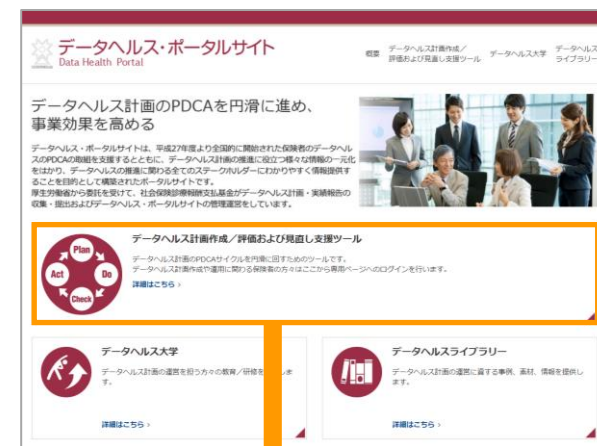 データヘルス・ポータルサイト
Data Health Portal
概要
データヘルス計画作成／
評価および見直し支援ツール
データヘルス大学
データヘルス
ライブラリー
データヘルス計画のPDCAを円滑に進め、
事業効果を高める
データヘルス・ポータルサイトは、平成27年度より全国的に開始された保険者のデータヘル
スのPDCAの取組を支援するとともに、データヘルス計画の推進に役立つ様々な情報の一元化
をはかり、データヘルスの推進に関わる全てのステークホルダーにわかりやすく情報提供す
ることを目的として構築されたポータルサイトです。
厚生労働省から委託を受けて、社会保険診療報酬支払基金がデータヘルス計画・実績報告の
収集・提出およびデータヘルス・ポータルサイトの管理運営をしています。
Plan
Do
Check
Act
データヘルス計画作成／評価および見直し支援ツール
データヘルス計画のPDCAサイクルを円滑に回すためのツールです。
データヘルス計画作成や運用に関わる保険者の方々はここから専用ページへのログインを行います。
詳細はこちら ›
データヘルス大学
データヘルス計画の運営を担う方々の教育／研修を しま
す。
詳細はこちら ›
データヘルスライブラリー
データヘルス計画の運営に資する事例、素材、情報を提供し
ます。
詳細はこちら ›